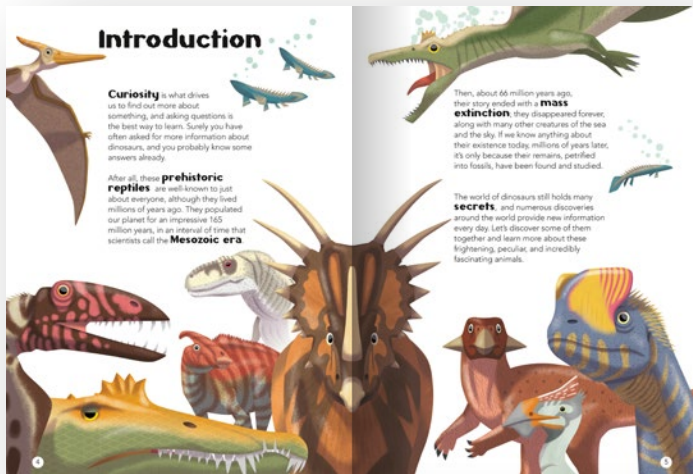 Introduction
Curiosity is what drives
us to find out more about
something, and asking questions is
the best way to learn. Surely you have
often asked for more information about
dinosaurs, and you probably know some
answers already.
After all, these prehistoric
reptiles are well-known to just
about everyone, although they lived
millions of years ago. They populated
our planet for an impressive 165
million years, in an interval of time that
scientists call the Mesozoic era.
4
Then, about 66 million years ago,
their story ended with a mass
extinction; they disappeared forever,
along with many other creatures of the sea
and the sky. If we know anything about
their existence today, millions of years later,
it's only because their remains, petrified
into fossils, have been found and studied.
The world of dinosaurs still holds many
secrets, and numerous discoveries
around the world provide new information
every day. Let's discover some of them
together and learn more about these
frightening, peculiar, and incredibly
fascinating animals.
5